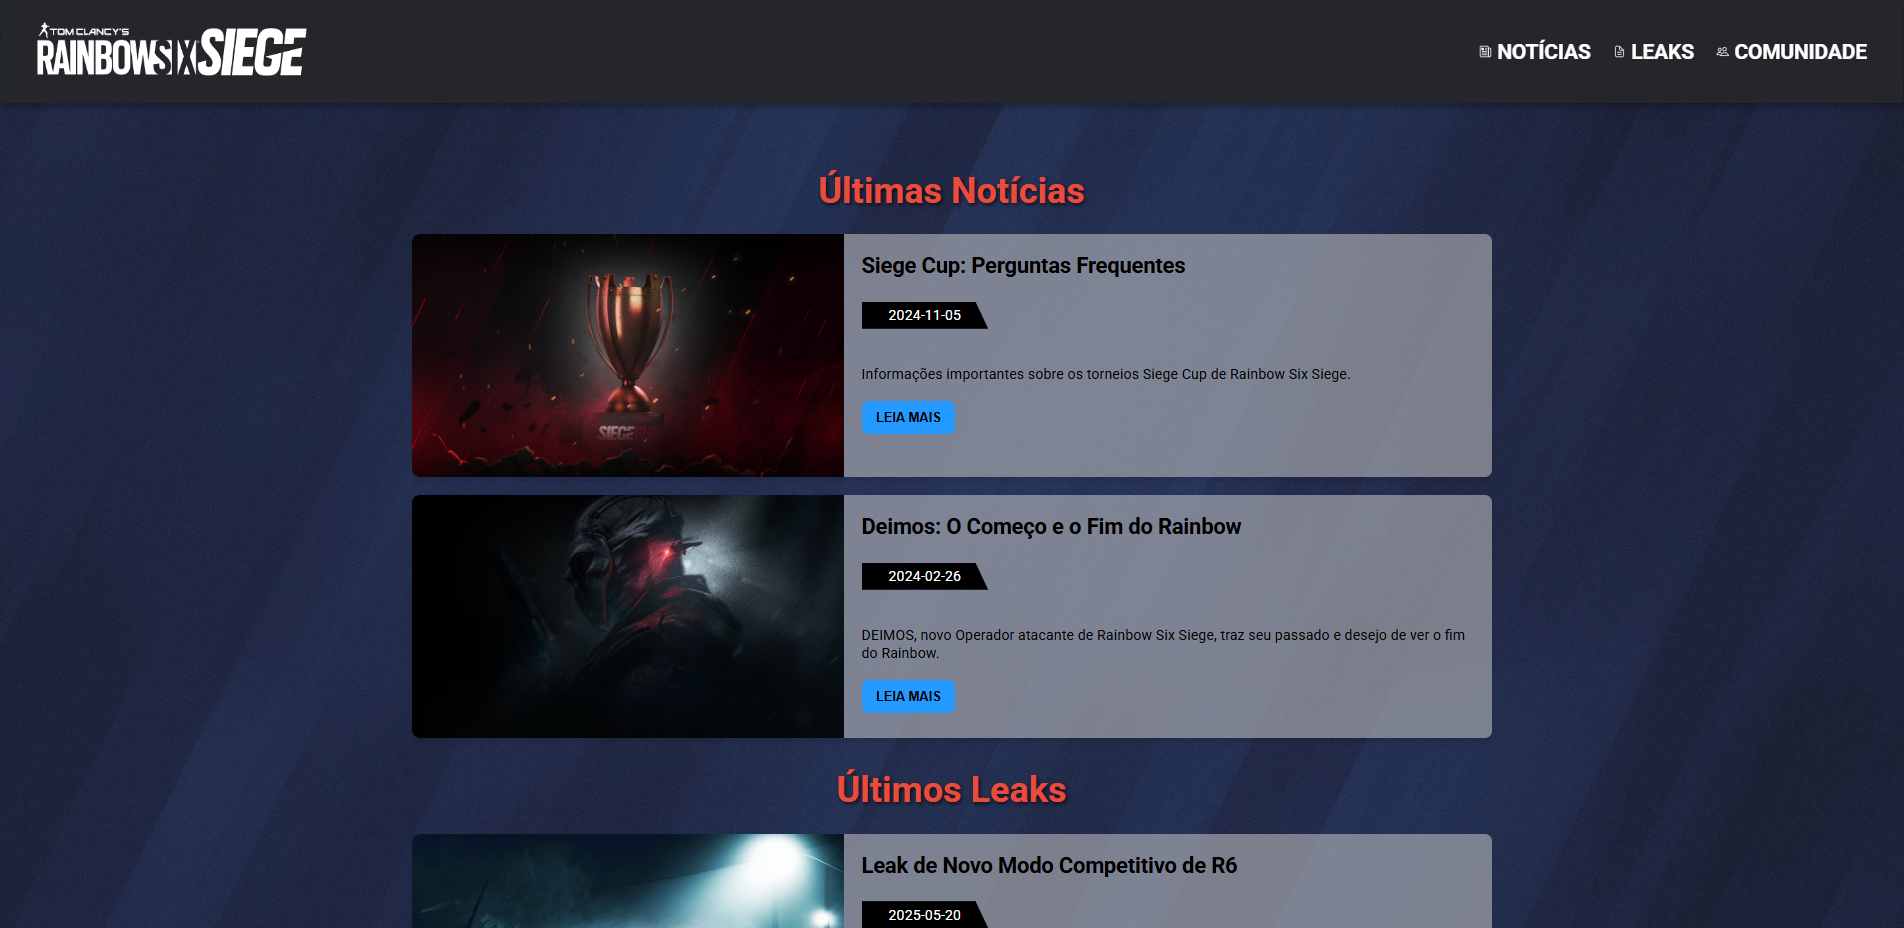 TOM CLANCY'S
RAINBOWSIXSIEGE
NOTÍCIAS
LEAKS
COMUNIDADE
Últimas Notícias
SIEGE CUP
Siege Cup: Perguntas Frequentes
2024-11-05
Informações importantes sobre os torneios Siege Cup de Rainbow Six Siege.
LEIA MAIS
Deimos: O Começo e o Fim do Rainbow
2024-02-26
DEIMOS, novo Operador atacante de Rainbow Six Siege, traz seu passado e desejo de ver o fim
do Rainbow.
LEIA MAIS
Últimos Leaks
Leak de Novo Modo Competitivo de R6
2025-05-20